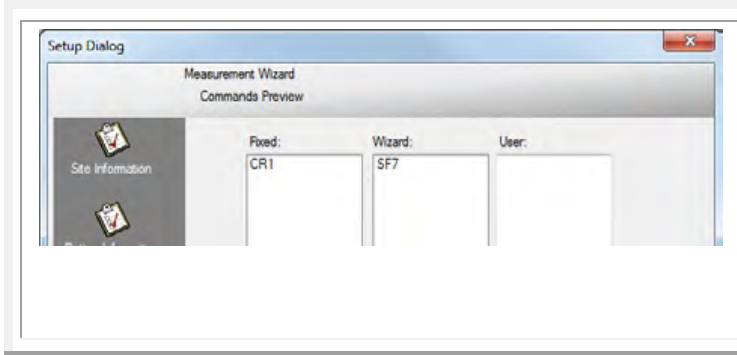 Setup Dialog
Measurement Wizard
Commands Preview
Site Information
Fixed:
Wizard:
User:
CR1
SF7